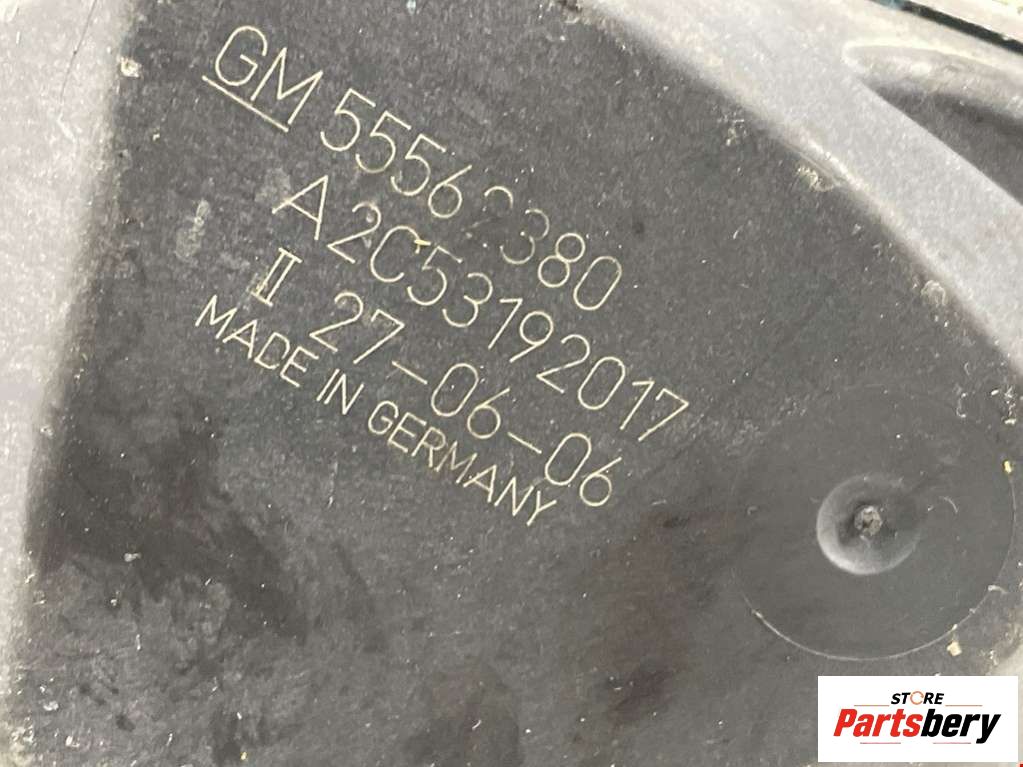 GM 55562380
A2C53192017
II 27-06-06
MADE IN GERMANY
STORE
Partsbery